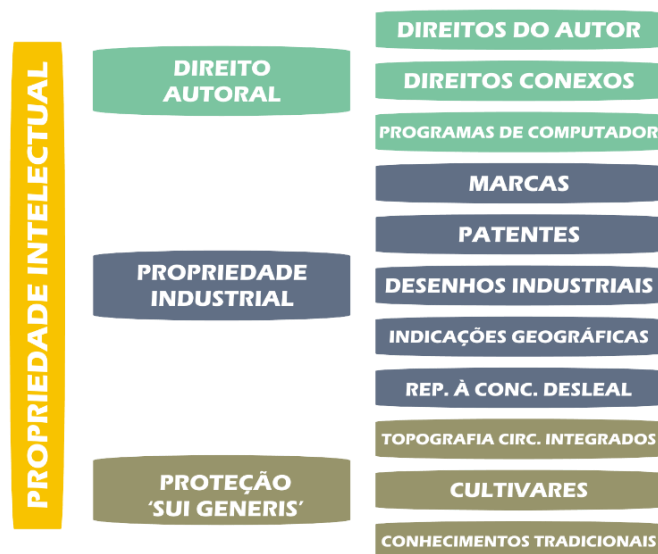 PROPRIEDADE INTELECTUAL
DIREITO
AUTORAL
DIREITOS DO AUTOR
DIREITOS CONEXOS
PROGRAMAS DE COMPUTADOR
PROPRIEDADE
INDUSTRIAL
MARCAS
PATENTES
DESENHOS INDUSTRIAIS
INDICAÇÕES GEOGRÁFICAS
REP. À CONC. DESLEAL
PROTEÇÃO
‘SUI GENERIS’
TOPOGRAFIA CIRC. INTEGRADOS
CULTIVARES
CONHECIMENTOS TRADICIONAIS